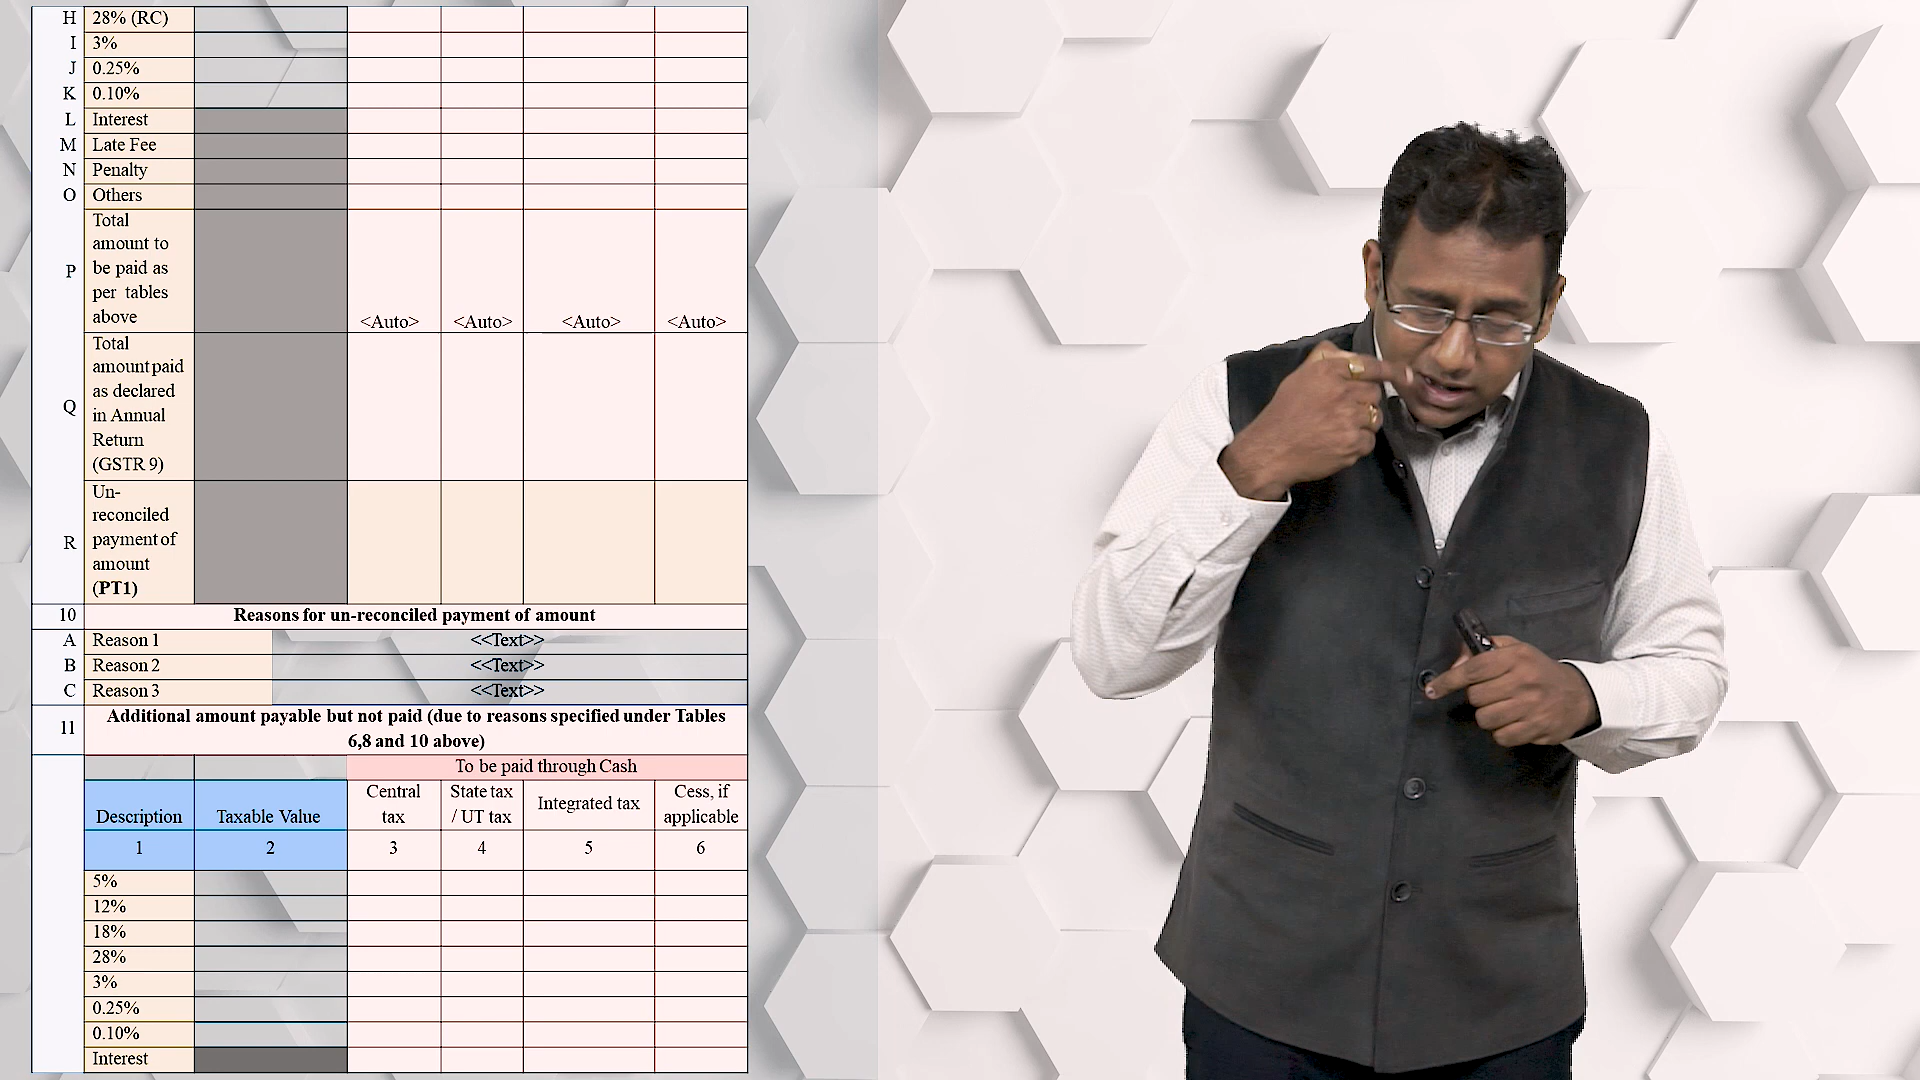 H 28% (RC)
I 3%
J 0.25%
K 0.10%
L Interest
M Late Fee
N Penalty
O Others
P Total
amount to
be paid as
per tables
above
<Auto> <Auto> <Auto> <Auto>
Q Total
amount paid
as declared
in Annual
Return
(GSTR 9)
R Un-
reconciled
payment of
amount
(PT1)
10 Reasons for un-reconciled payment of amount
A Reason 1 <<Text>>
B Reason 2 <<Text>>
C Reason 3 <<Text>>
11 Additional amount payable but not paid (due to reasons specified under Tables
6,8 and 10 above)
To be paid through Cash
Description Taxable Value Central
tax State tax
/ UT tax Integrated tax Cess, if
applicable
1 2 3 4 5 6
5%
12%
18%
28%
3%
0.25%
0.10%
Interest